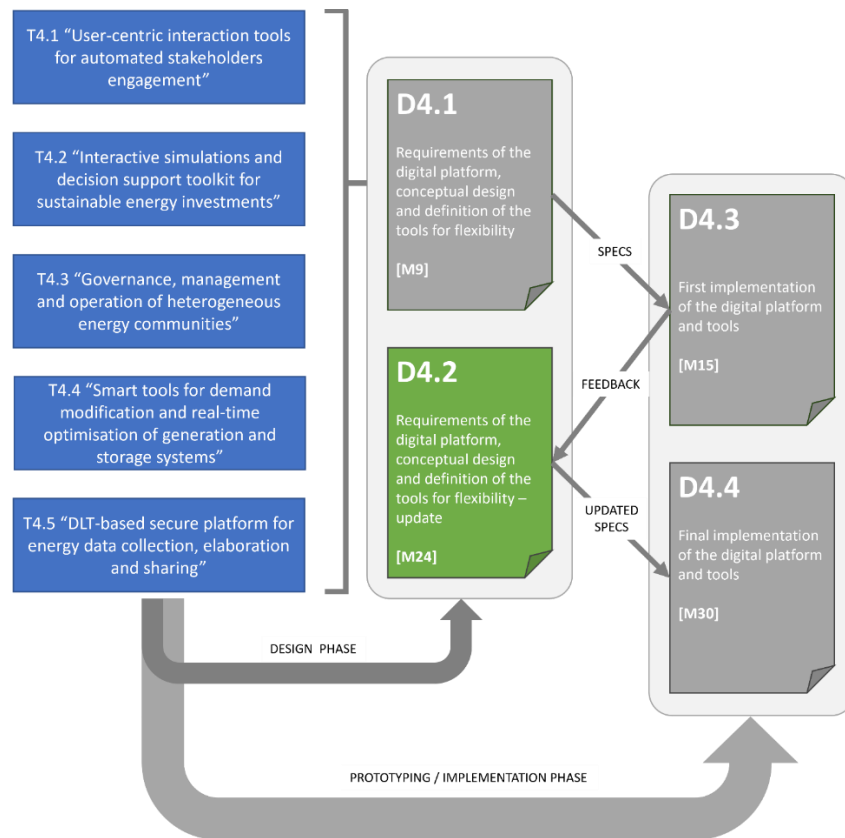 T4.1 “User-centric interaction tools
for automated stakeholders
engagement”
T4.2 “Interactive simulations and
decision support toolkit for
sustainable energy investments”
T4.3 “Governance, management
and operation of heterogeneous
energy communities”
T4.4 “Smart tools for demand
modification and real-time
optimisation of generation and
storage systems”
T4.5 “DLT-based secure platform for
energy data collection, elaboration
and sharing”
D4.1
Requirements of the
digital platform,
conceptual design
and definition of the
tools for flexibility
[M9]
D4.2
Requirements of the
digital platform,
conceptual design
and definition of the
tools for flexibility –
update
[M24]
SPECS
FEEDBACK
UPDATED
SPECS
D4.3
First implementation
of the digital platform
and tools
[M15]
D4.4
Final implementation
of the digital platform
and tools
[M30]
DESIGN PHASE
PROTOTYPING / IMPLEMENTATION PHASE